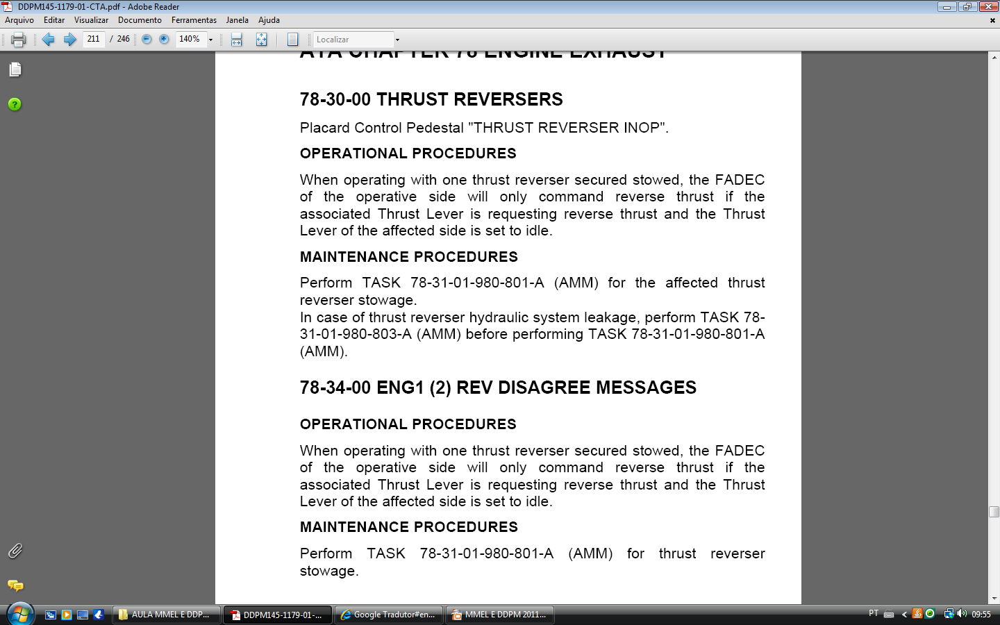 DDPM145-1179-01-CTA.pdf - Adobe Reader
Arquivo Editar Visualizar Documento Ferramentas Janela Ajuda
211 / 246 140% Localizar
ATA CHAPTER 78 ENGINE EXHAUST
78-30-00 THRUST REVERSERS
Placard Control Pedestal "THRUST REVERSER INOP".
OPERATIONAL PROCEDURES
When operating with one thrust reverser secured stowed, the FADEC
of the operative side will only command reverse thrust if the
associated Thrust Lever is requesting reverse thrust and the Thrust
Lever of the affected side is set to idle.
MAINTENANCE PROCEDURES
Perform TASK 78-31-01-980-801-A (AMM) for the affected thrust
reverser stowage.
In case of thrust reverser hydraulic system leakage, perform TASK 78-
31-01-980-803-A (AMM) before performing TASK 78-31-01-980-801-A
(AMM).
78-34-00 ENG1 (2) REV DISAGREE MESSAGES
OPERATIONAL PROCEDURES
When operating with one thrust reverser secured stowed, the FADEC
of the operative side will only command reverse thrust if the
associated Thrust Lever is requesting reverse thrust and the Thrust
Lever of the affected side is set to idle.
MAINTENANCE PROCEDURES
Perform TASK 78-31-01-980-801-A (AMM) for thrust reverser
stowage.
AULA MMEL E DDP... DDPM145-1179-01-... Google Tradutor#en... MMEL E DDPM 2011... PT 09:55